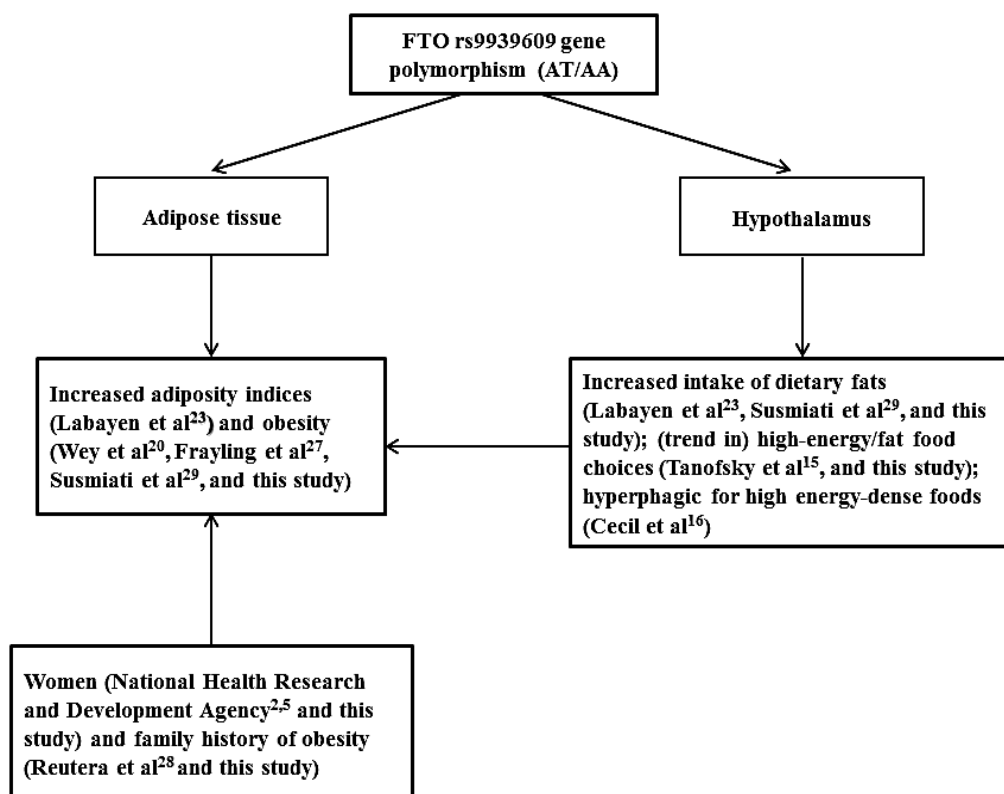 FTO rs9939609 gene
polymorphism (AT/AA)
Adipose tissue
Hypothalamus
Increased adiposity indices
(Labayen et al²³) and obesity
(Wey et al²⁰, Frayling et al²⁷,
Susmiati et al²⁹, and this study)
Increased intake of dietary fats
(Labayen et al²³, Susmiati et al²⁹, and this
study); (trend in) high-energy/fat food
choices (Tanofsky et al¹⁵, and this study);
hyperphagic for high energy-dense foods
(Cecil et al¹⁶)
Women (National Health Research
and Development Agency²,⁵ and this
study) and family history of obesity
(Reutera et al²⁸ and this study)